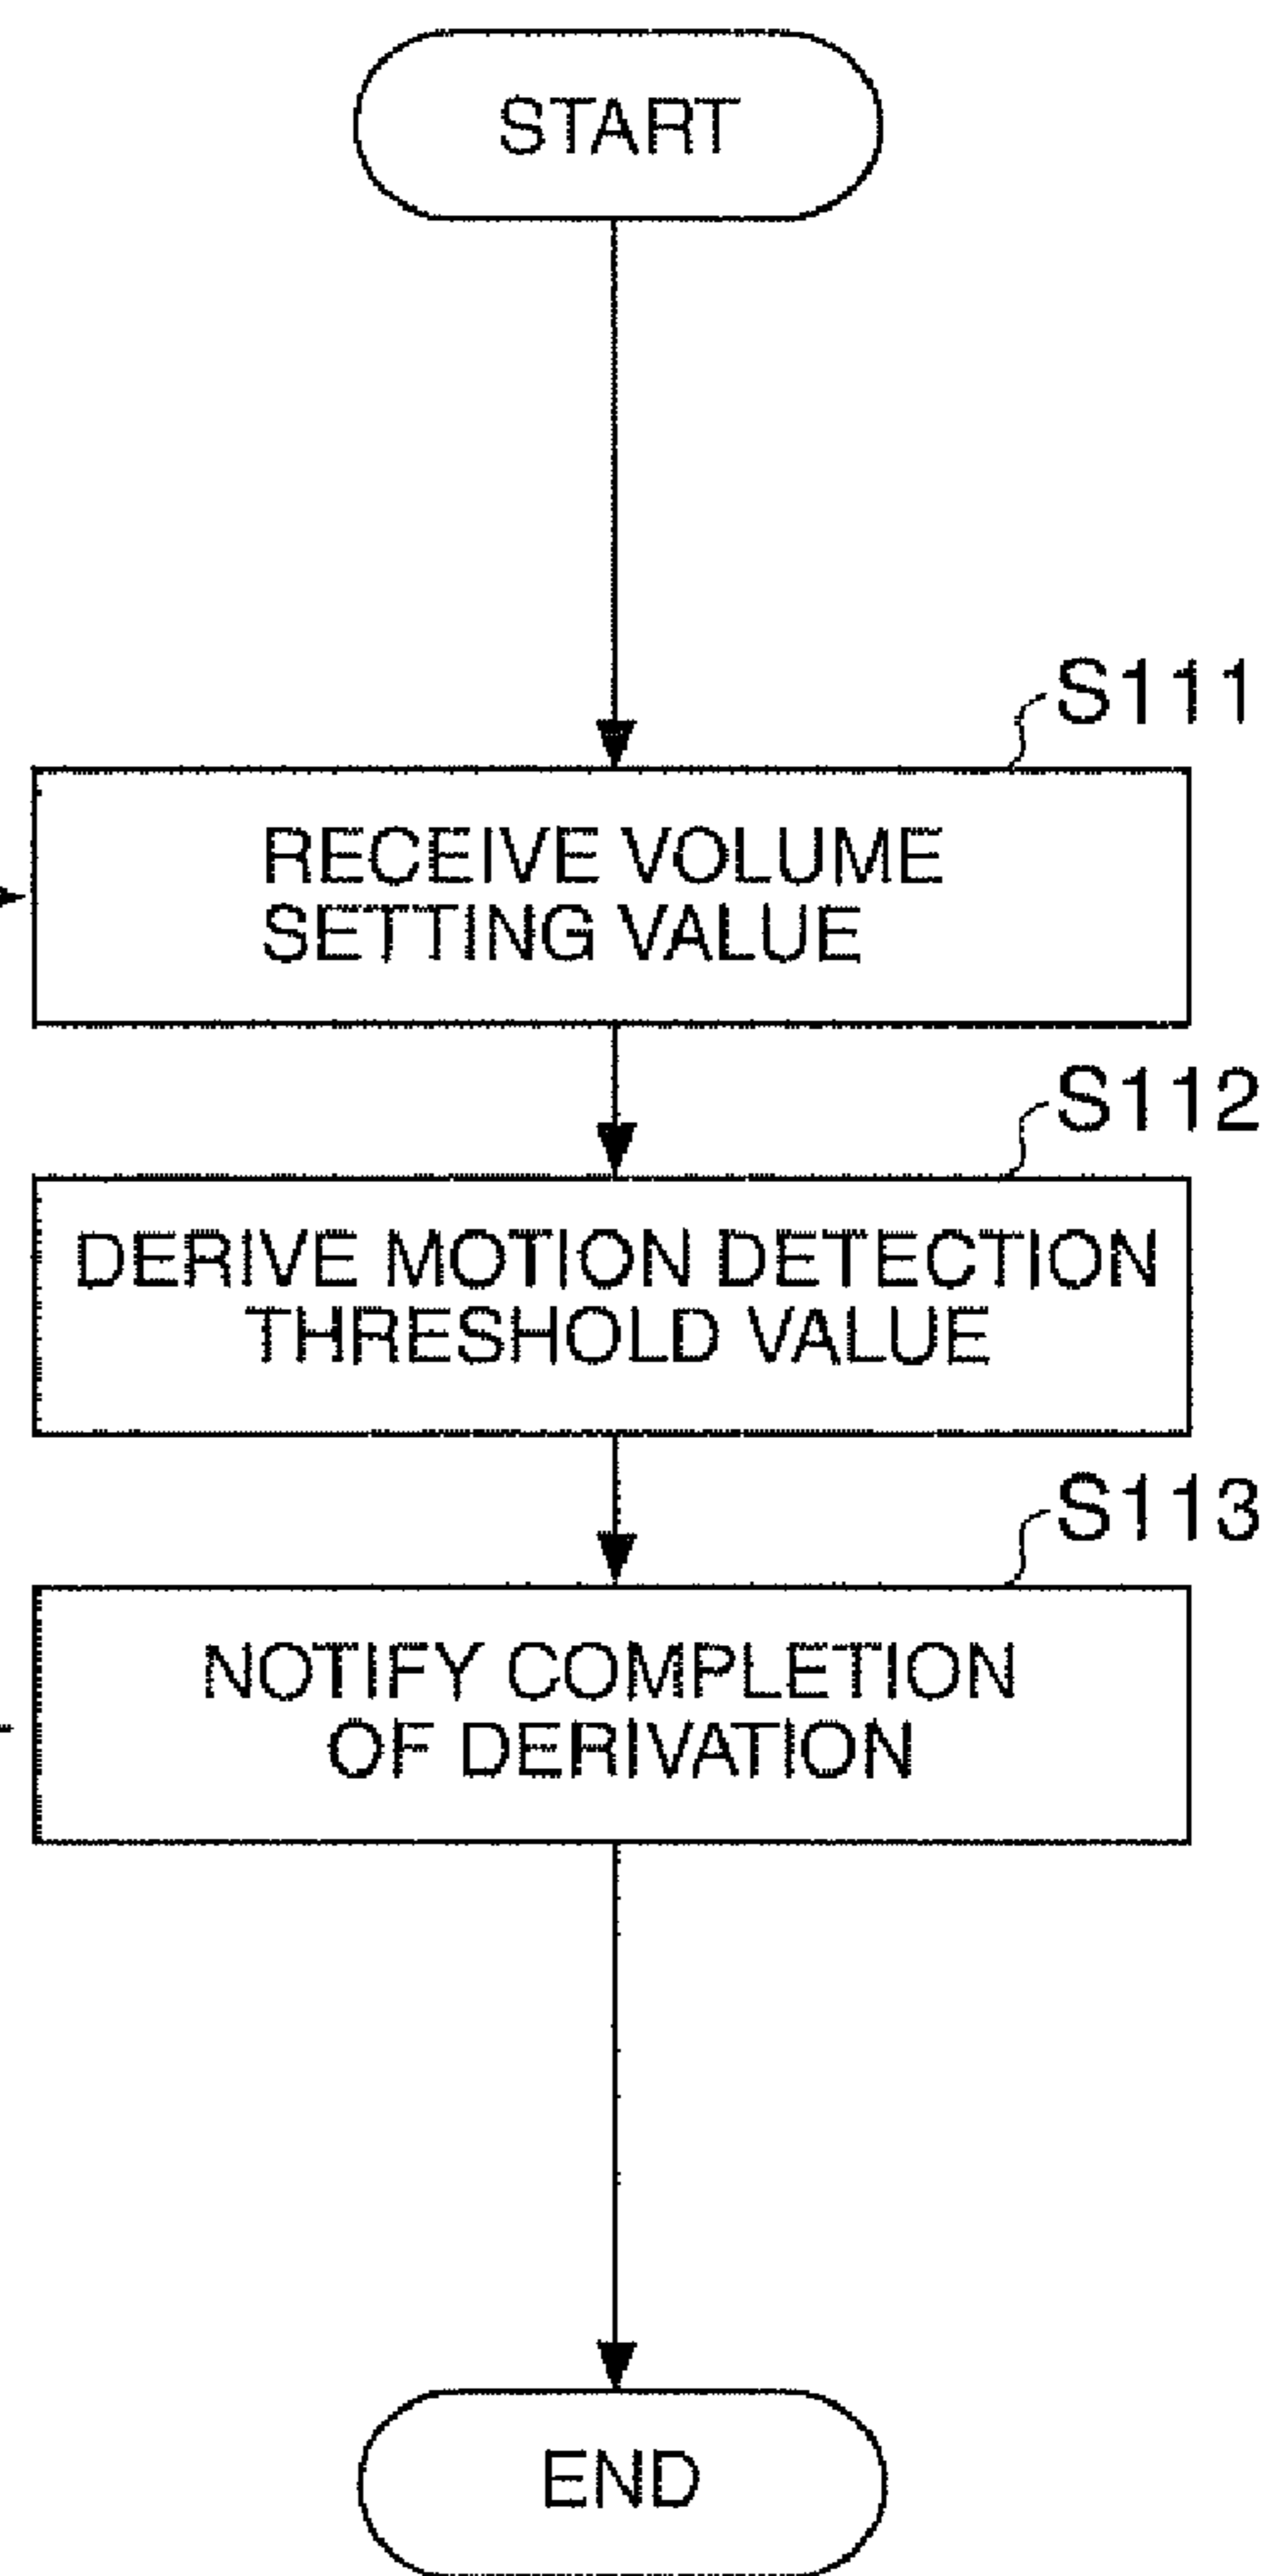 START
S111
RECEIVE VOLUME
SETTING VALUE
S112
DERIVE MOTION DETECTION
THRESHOLD VALUE
S113
NOTIFY COMPLETION
OF DERIVATION
END